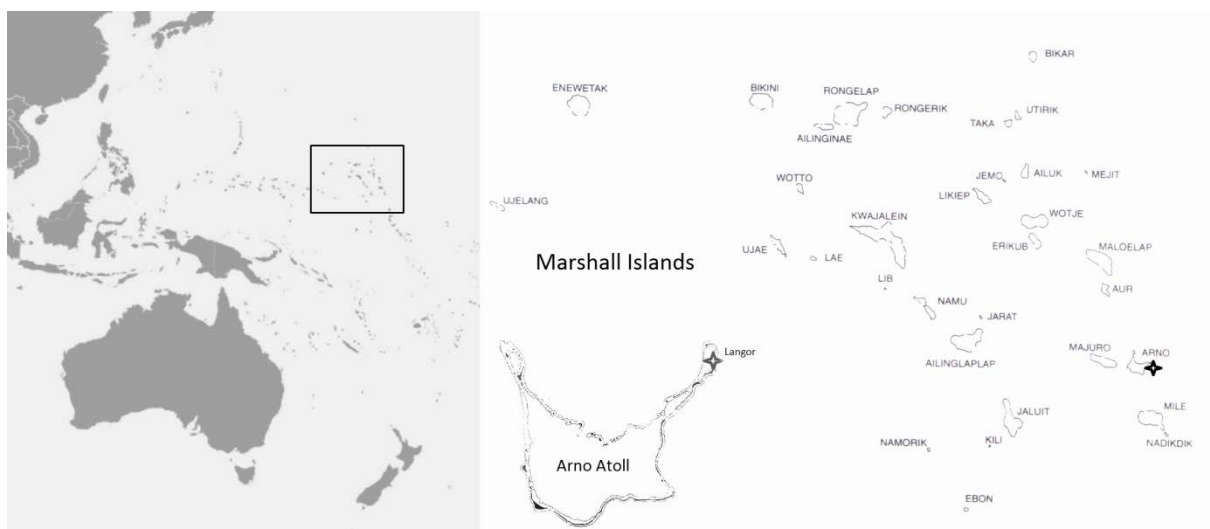 BIKAR
ENEWETAK
BIKINI
RONGELAP
RONGERIK
UTIRIK
TAKA
AILINGINAE
WOTTO
JEMO
AILUK
MEJIT
LIKIEP
UJELANG
KWAJALEIN
WOTJE
UJAE
LAE
ERIKUB
MALOELAP
Marshall Islands
LIB
AUR
NAMU
JARAT
Langor
MAJURO
ARNO
AILINGLAPLAP
JALUIT
MILE
NAMORIK
KILI
NADIKDIK
Arno Atoll
EBON